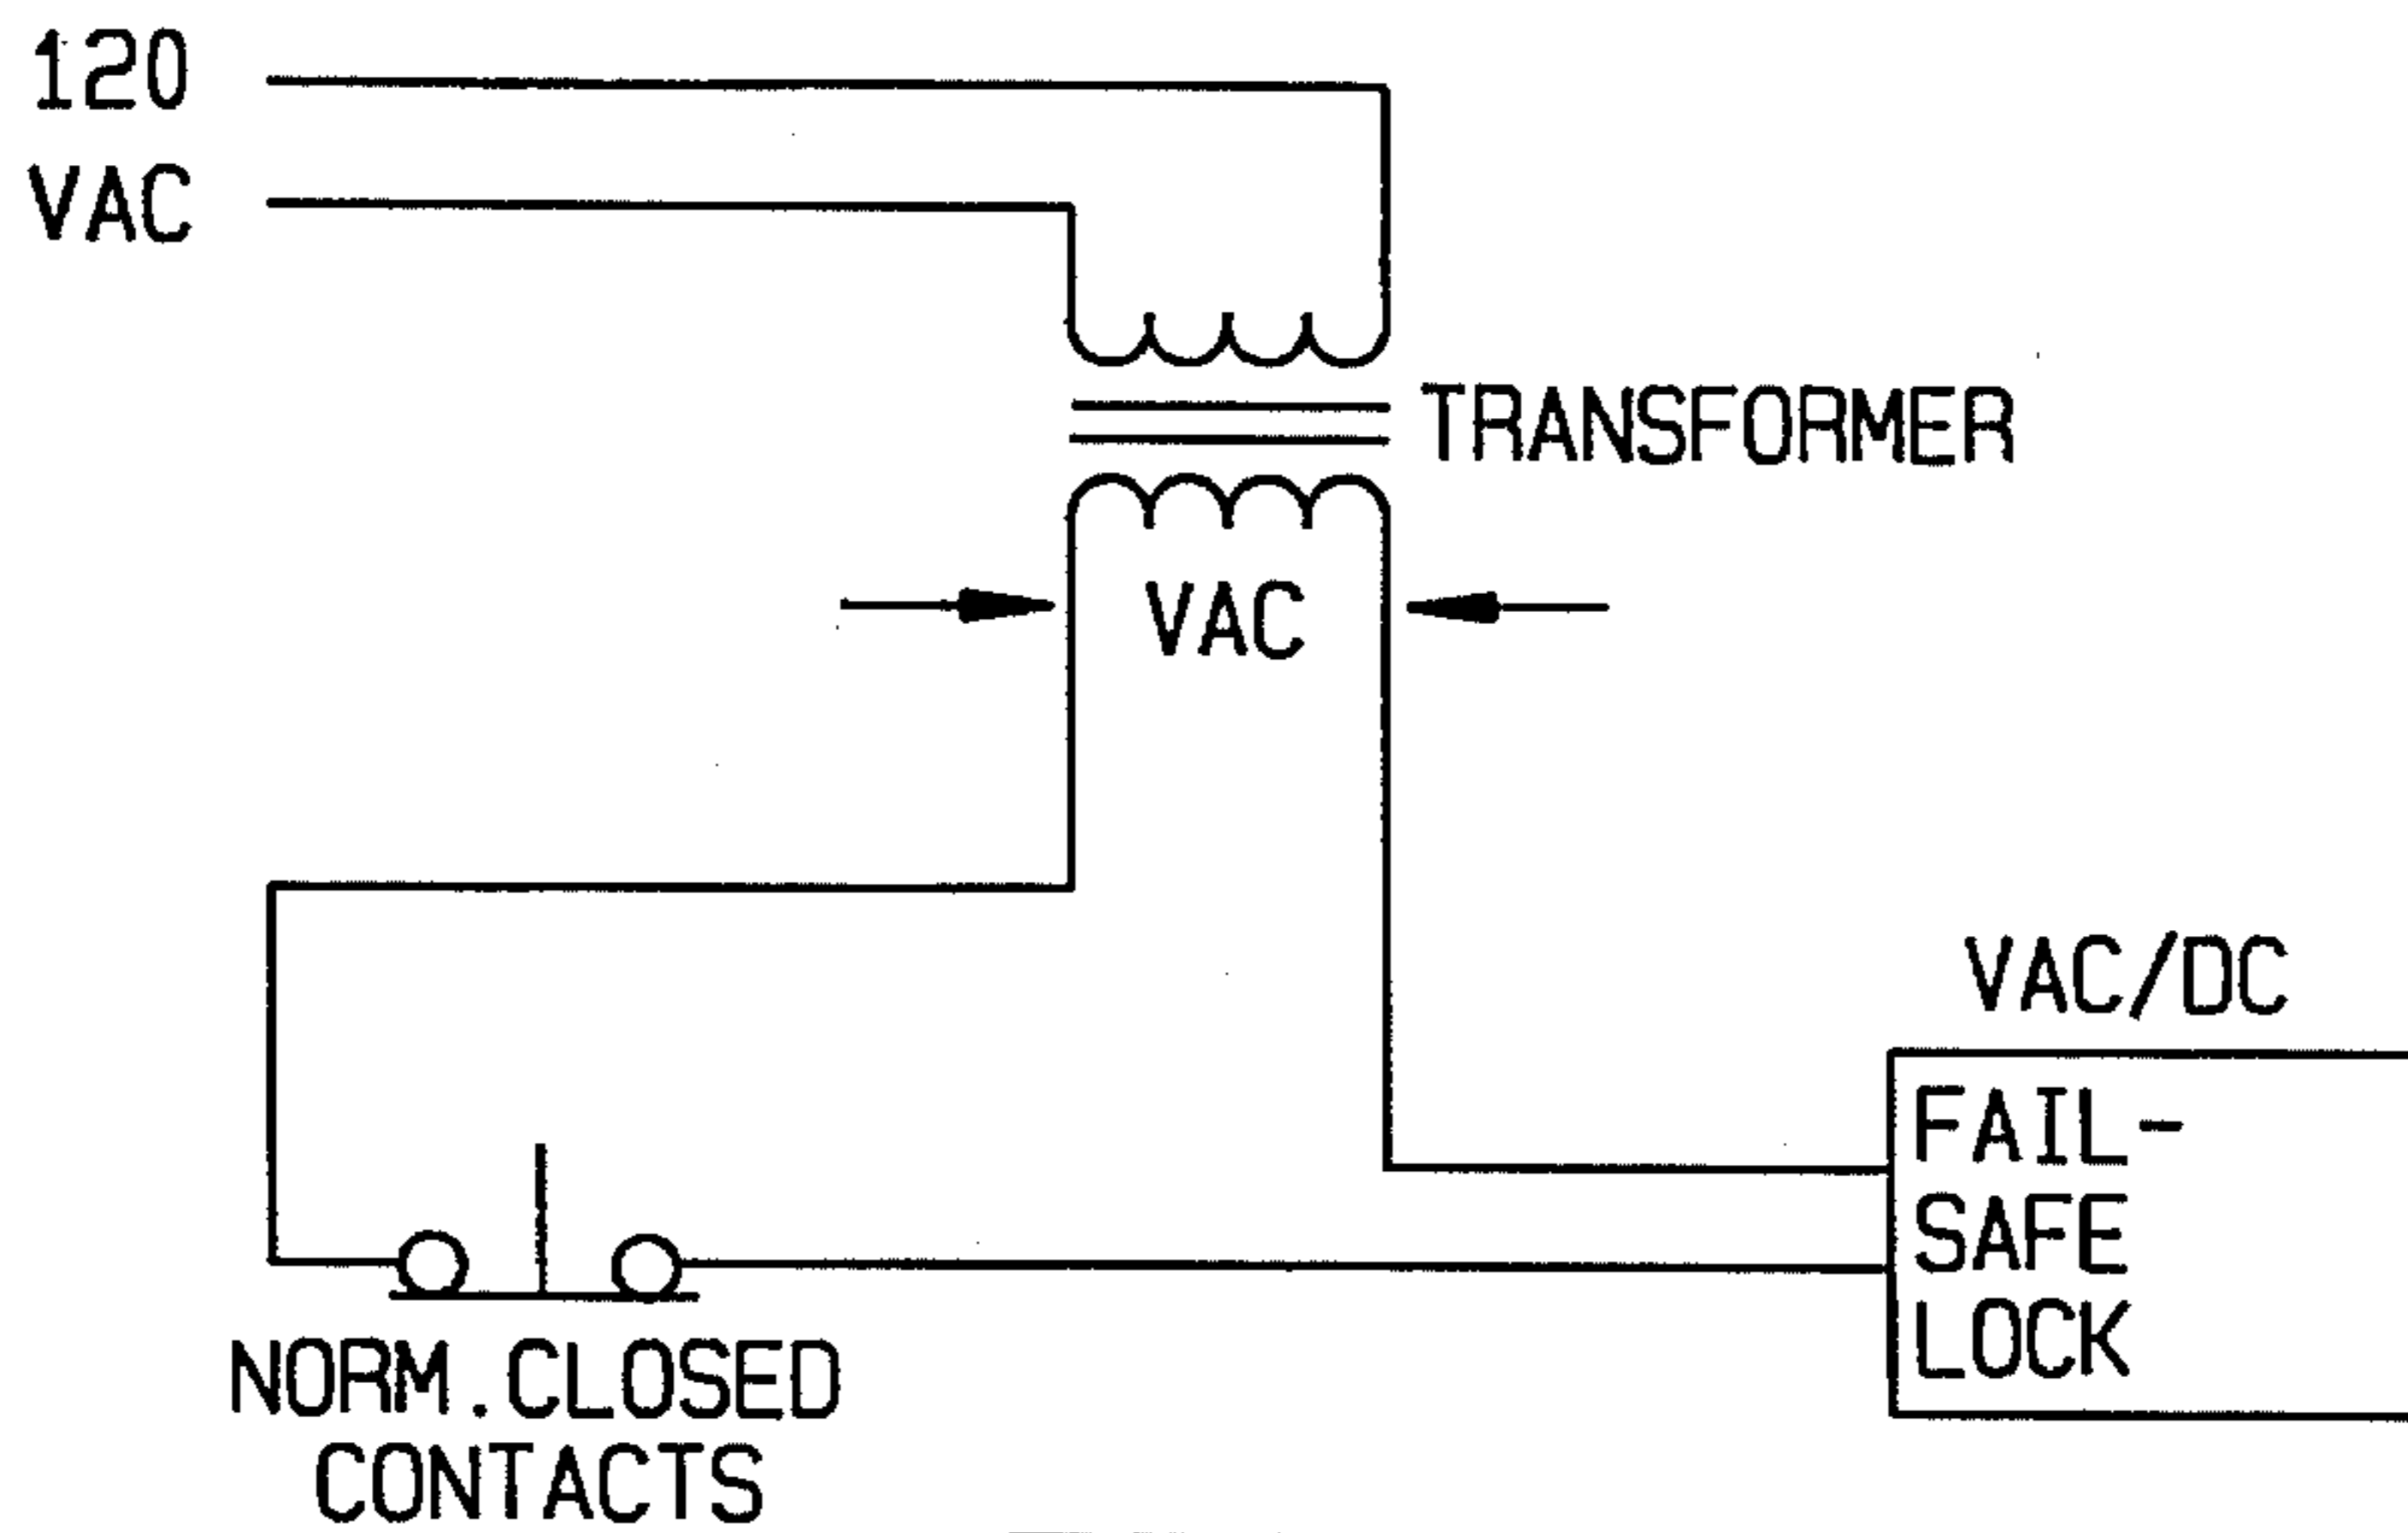 120
VAC
TRANSFORMER
VAC
VAC/DC
FAIL-
SAFE
LOCK
NORM.CLOSED
CONTACTS